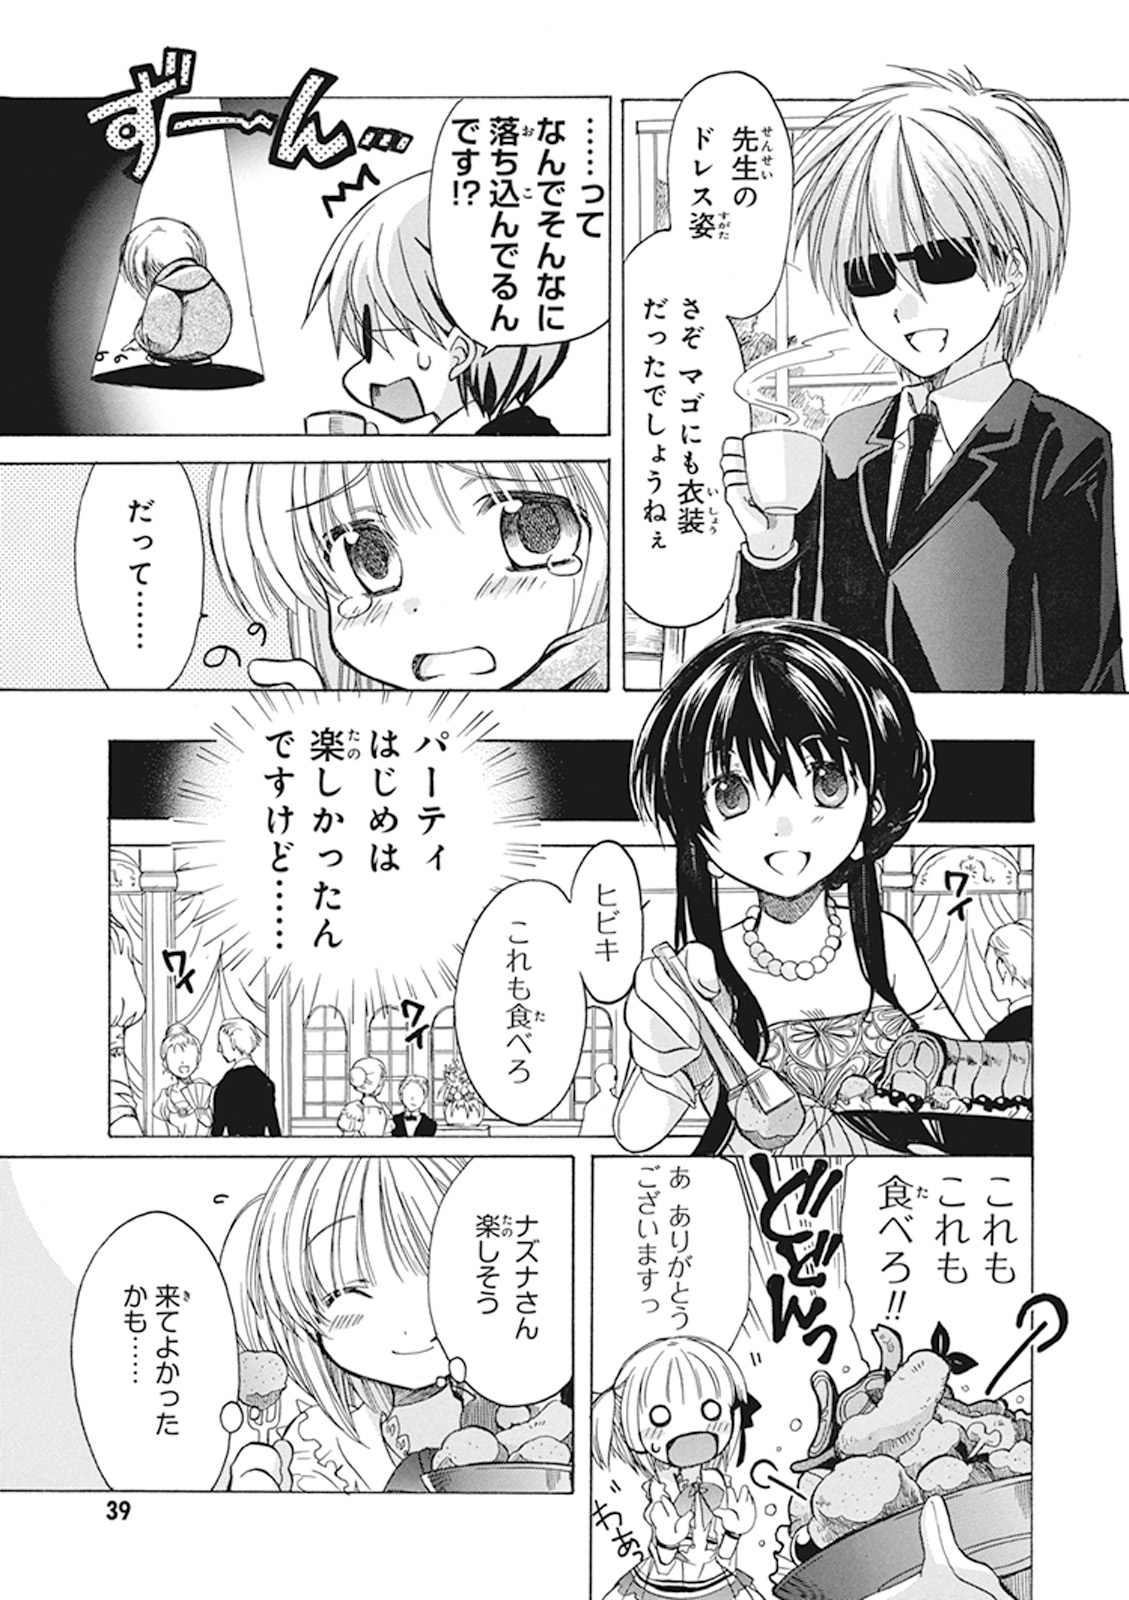 先生の
ドレス姿
さぞ マゴにも衣装
だったでしょうねぇ
……って
なんでそんなに
落ち込んでるん
です!?
ずーん…
だって……
パーティ
はじめは
楽しかったん
ですけど……
ヒビキ
これも食べろ
ワイ
ワイ
ワイ
これも
これも
食べろ!!
どどんっ
あ ありがとう
ございますっ
わあっ
ナズナさん
楽しそう
来てよかった
かも……
39